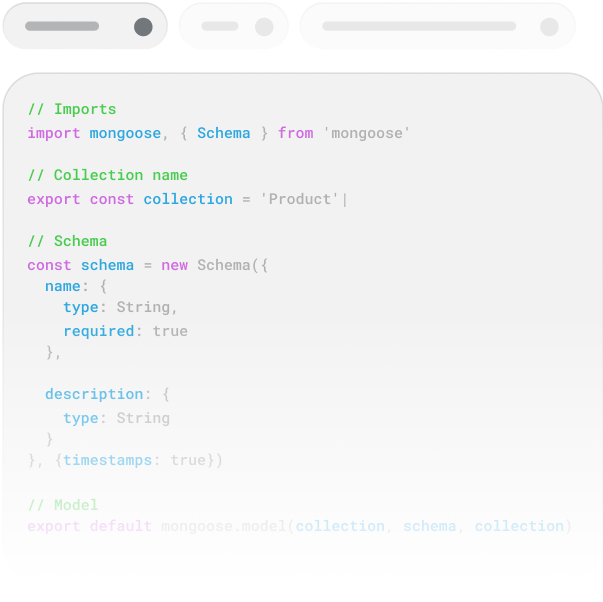 // Imports
import mongoose, { Schema } from 'mongoose'
// Collection name
export const collection = 'Product'|
// Schema
const schema = new Schema({
  name: {
    type: String,
    required: true
  },
  description: {
    type: String
  }
}, {timestamps: true})
// Model
export default mongoose.model(collection, schema, collection)